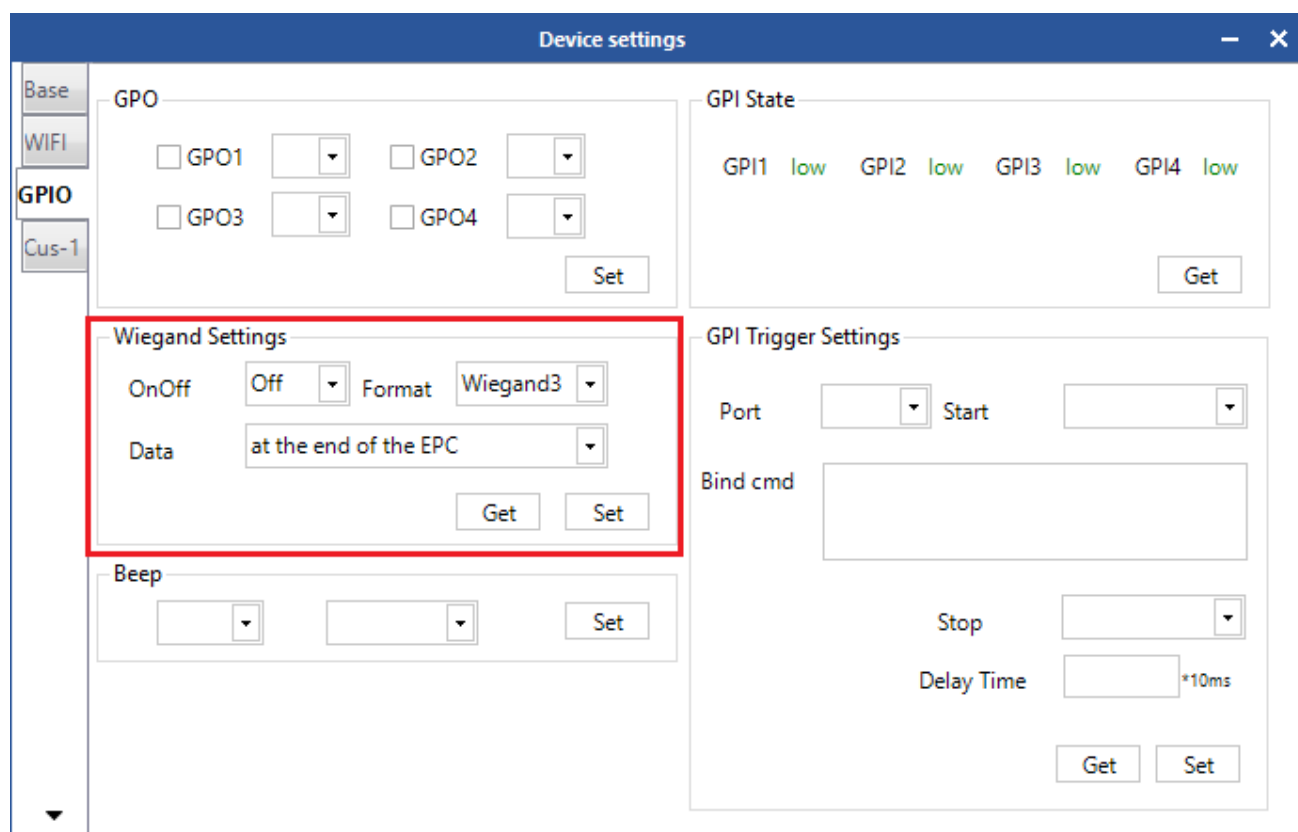 Device settings
Base
WIFI
GPIO
Cus-1
GPO
GPO1
GPO2
GPO3
GPO4
Set
GPI State
GPI1 low GPI2 low GPI3 low GPI4 low
Get
Wiegand Settings
OnOff Off Format Wiegand3
Data at the end of the EPC
Get Set
Beep
Set
GPI Trigger Settings
Port Start
Bind cmd
Stop
Delay Time *10ms
Get Set